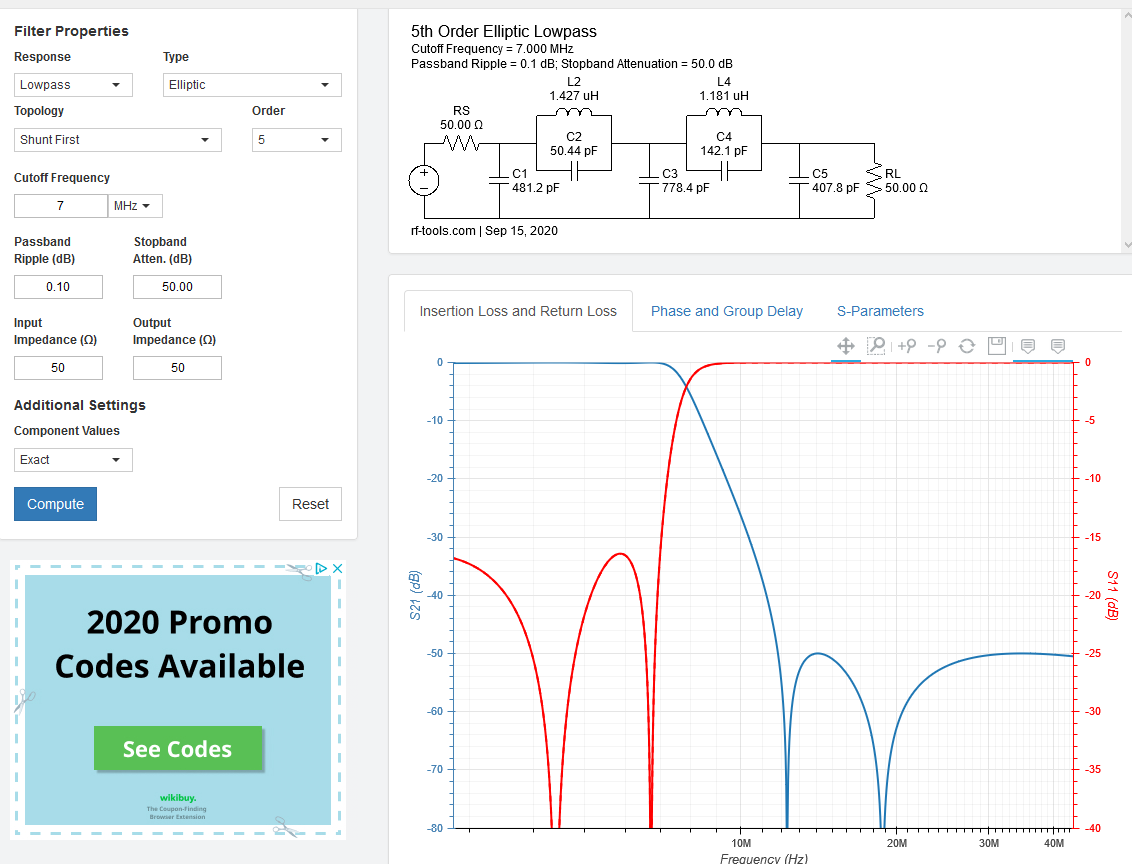 Filter Properties
Response Type
Lowpass Elliptic
Topology Order
Shunt First 5
Cutoff Frequency
7 MHz
Passband Stopband
Ripple (dB) Atten. (dB)
0.10 50.00
Input Output
Impedance (Ω) Impedance (Ω)
50 50
Additional Settings
Component Values
Exact
Compute Reset
2020 Promo
Codes Available
See Codes
wikibuy.
The Coupon-Finding
Browser Extension
5th Order Elliptic Lowpass
Cutoff Frequency = 7.000 MHz
Passband Ripple = 0.1 dB; Stopband Attenuation = 50.0 dB
L2 L4
1.427 uH 1.181 uH
RS
50.00 Ω
C2 C4
50.44 pF 142.1 pF
C1 C3 C5 RL
481.2 pF 778.4 pF 407.8 pF 50.00 Ω
rf-tools.com | Sep 15, 2020
Insertion Loss and Return Loss Phase and Group Delay S-Parameters
0 0
-10 -5
-20 -10
-30 -15
-40 -20
-50 -25
-60 -30
-70 -35
-80 -40
S21 (dB)
S11 (dB)
10M 20M 30M 40M
Frequency (Hz)